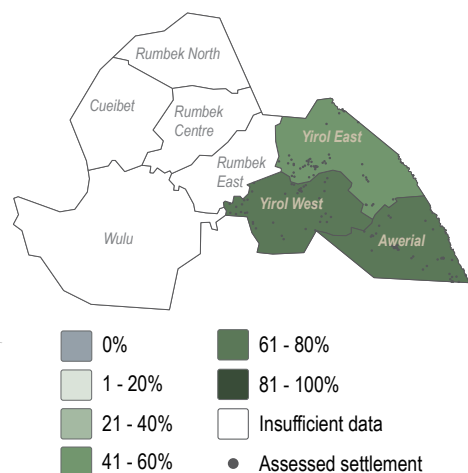 Rumbek North
Cueibet
Rumbek
Centre
Yirol East
Rumbek
East
Yirol West
Wulu
Awerial
0%
1 - 20%
21 - 40%
41 - 60%
61 - 80%
81 - 100%
Insufficient data
Assessed settlement